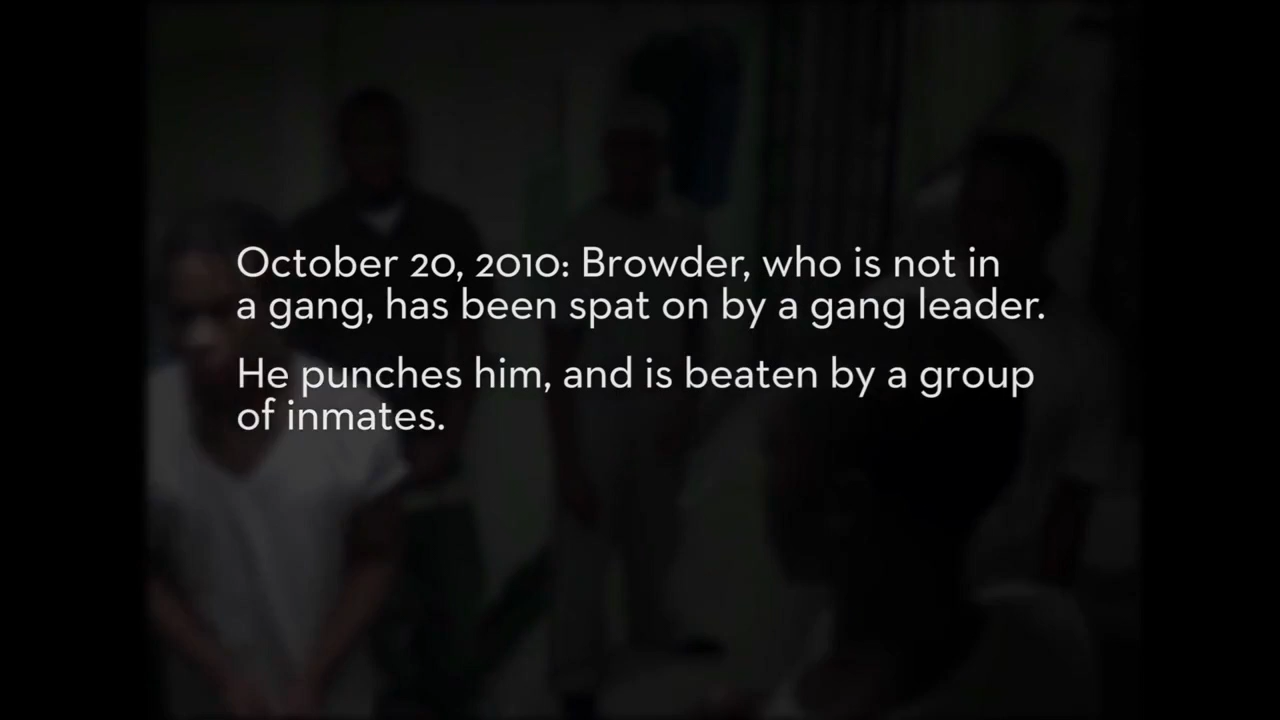 October 20, 2010: Browder, who is not in
a gang, has been spat on by a gang leader.
He punches him, and is beaten by a group
of inmates.